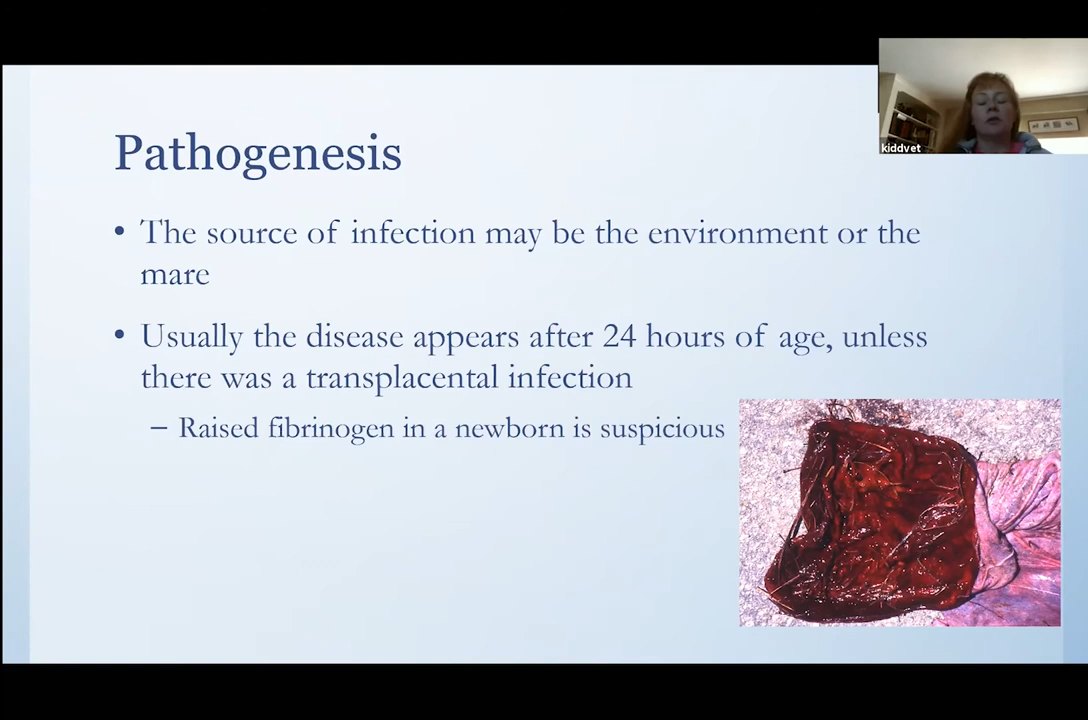 kiddvet
Pathogenesis
• The source of infection may be the environment or the
mare
• Usually the disease appears after 24 hours of age, unless
there was a transplacental infection
– Raised fibrinogen in a newborn is suspicious